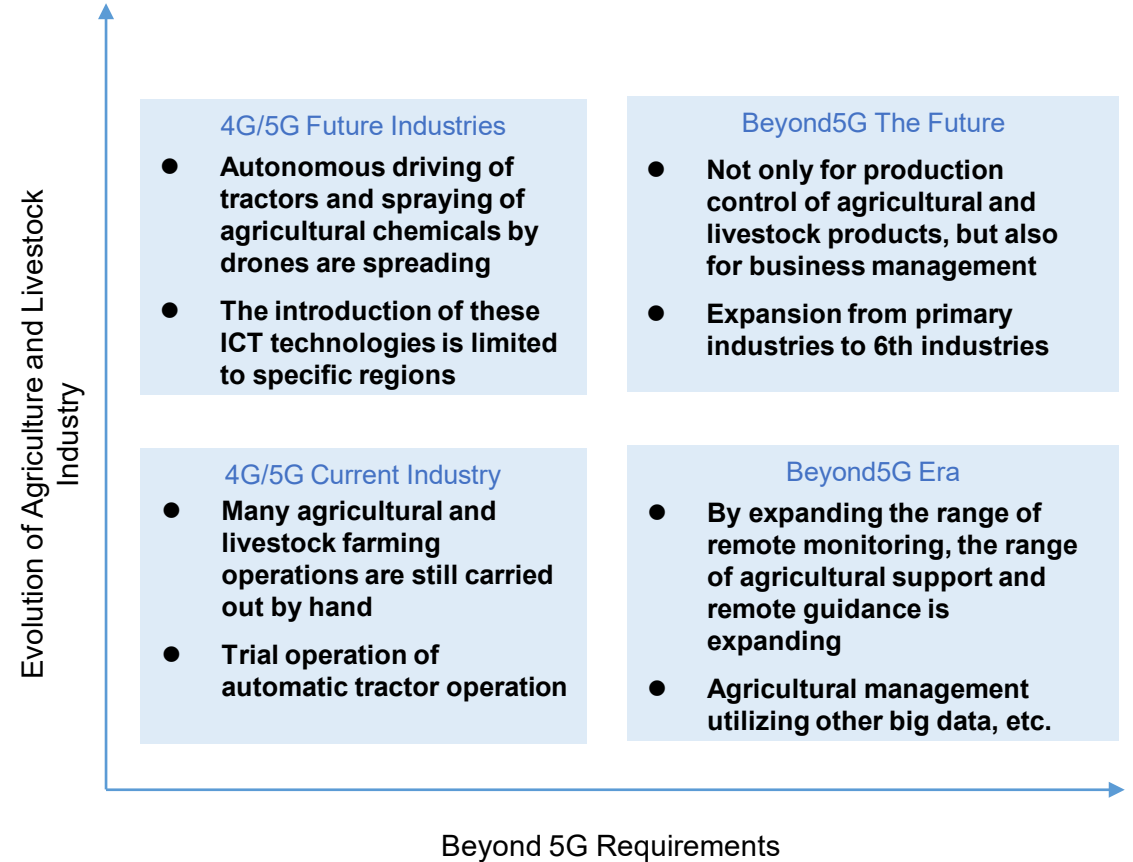 Evolution of Agriculture and Livestock
Industry
4G/5G Future Industries
● Autonomous driving of
tractors and spraying of
agricultural chemicals by
drones are spreading
● The introduction of these
ICT technologies is limited
to specific regions
Beyond5G The Future
● Not only for production
control of agricultural and
livestock products, but also
for business management
● Expansion from primary
industries to 6th industries
4G/5G Current Industry
● Many agricultural and
livestock farming
operations are still carried
out by hand
● Trial operation of
automatic tractor operation
Beyond5G Era
● By expanding the range of
remote monitoring, the range
of agricultural support and
remote guidance is
expanding
● Agricultural management
utilizing other big data, etc.
Beyond 5G Requirements